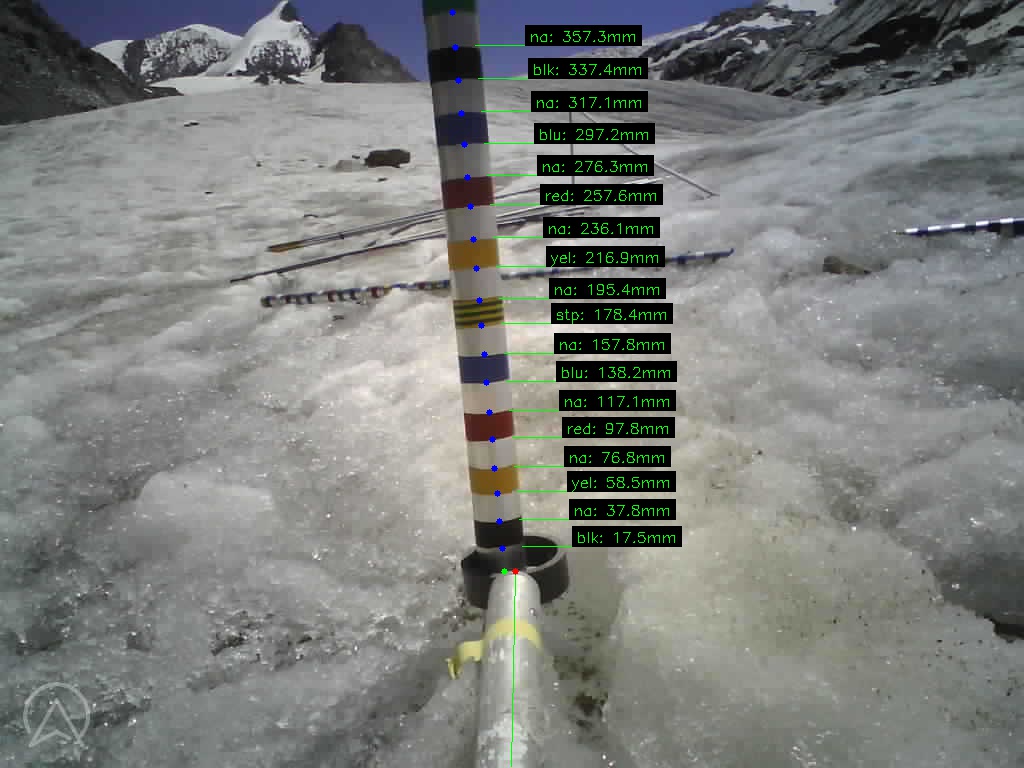 na: 357.3mm
blk: 337.4mm
na: 317.1mm
blu: 297.2mm
na: 276.3mm
red: 257.6mm
na: 236.1mm
yel: 216.9mm
na: 195.4mm
stp: 178.4mm
na: 157.8mm
blu: 138.2mm
na: 117.1mm
red: 97.8mm
na: 76.8mm
yel: 58.5mm
na: 37.8mm
blk: 17.5mm